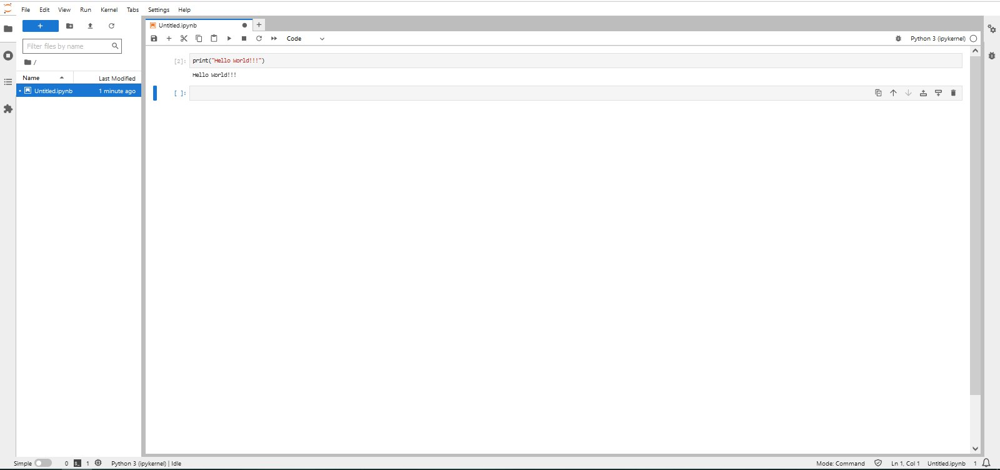 File Edit View Run Kernel Tabs Settings Help
+
Filter files by name
/
Name Last Modified
Untitled.ipynb 1 minute ago
Untitled.ipynb
Code
Python 3 (ipykernel)
[2]: print("Hello World!!!")
Hello World!!!
[ ]:
Simple 0 $_ 1 Python 3 (ipykernel) | Idle
Mode: Command Ln 1, Col 1 Untitled.ipynb 1